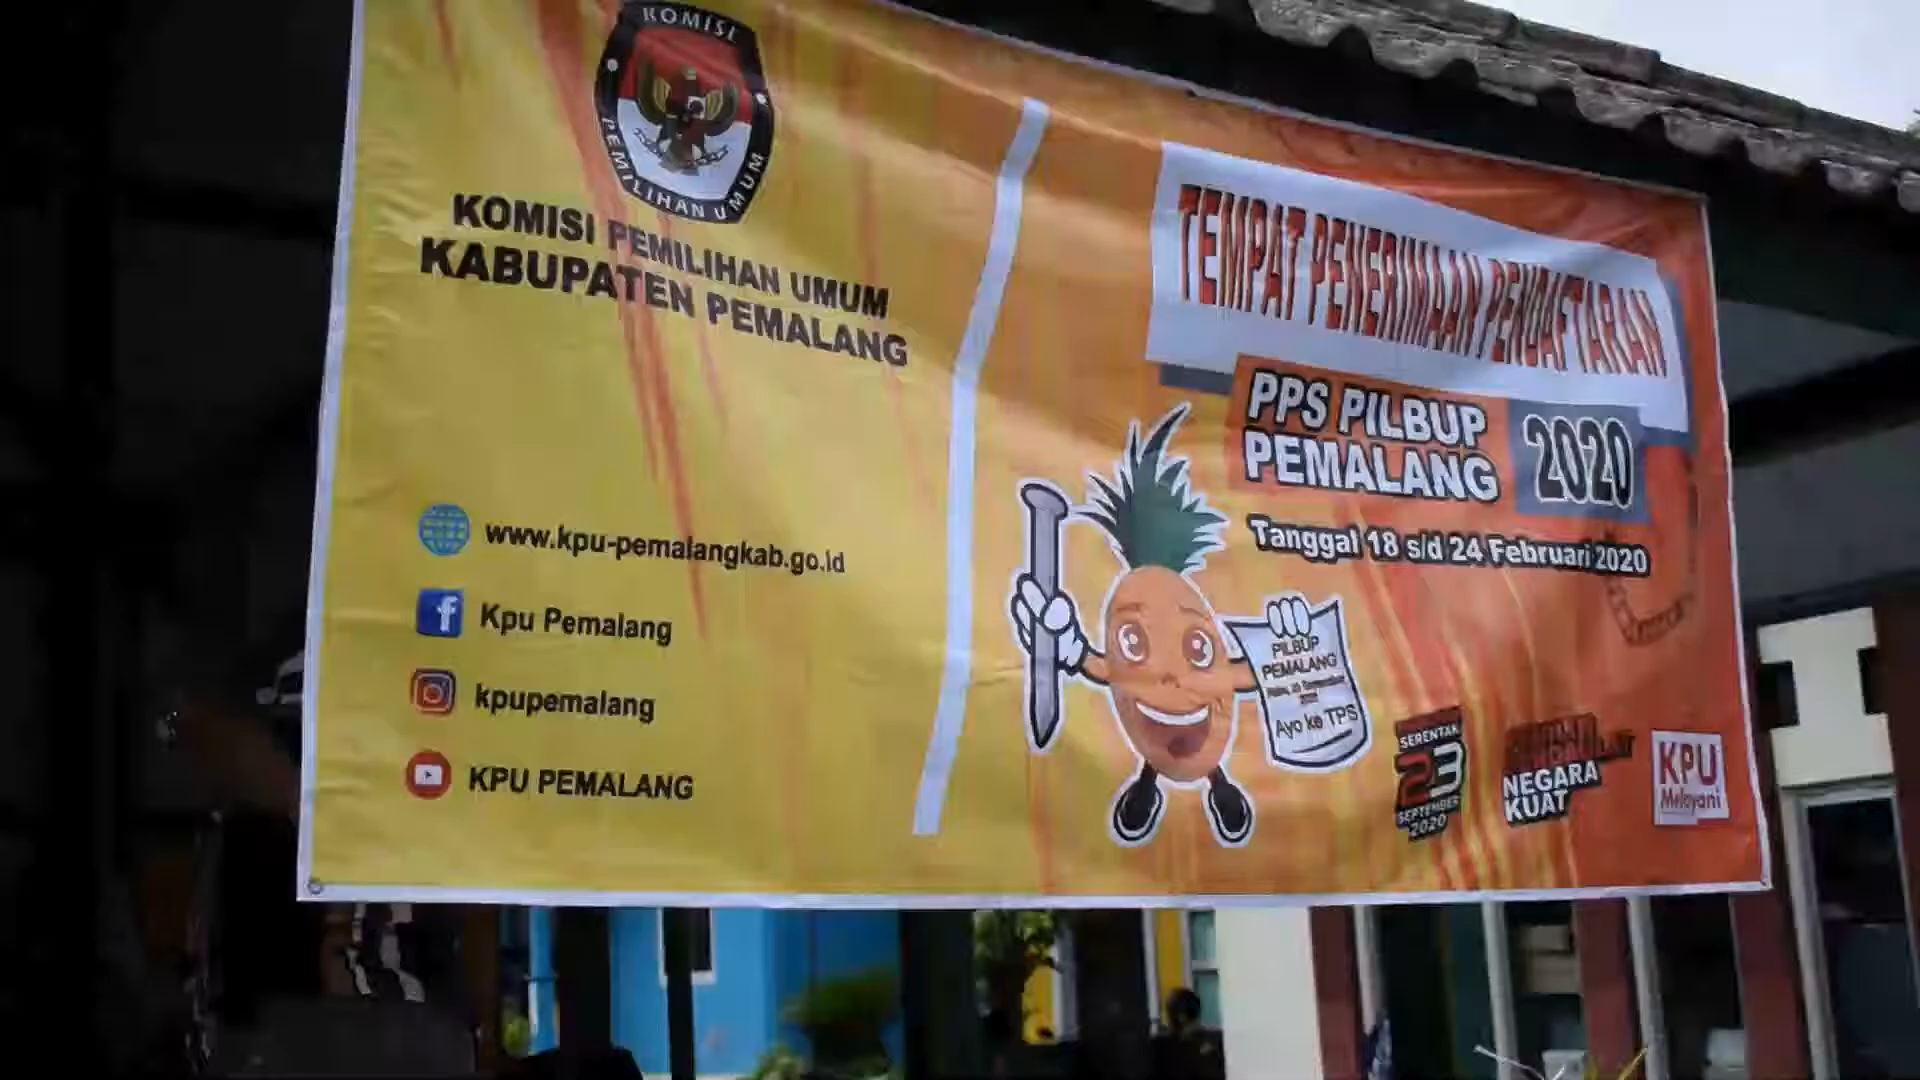 KOMISI
PEMILIHAN UMUM
KOMISI PEMILIHAN UMUM
KABUPATEN PEMALANG
www.kpu-pemalangkab.go.id
Kpu Pemalang
kpupemalang
KPU PEMALANG
TEMPAT PENERIMAAN PENDAFTARAN
PPS PILBUP
PEMALANG 2020
Tanggal 18 s/d 24 Februari 2020
PILBUP
PEMALANG
Ayo ke TPS
SERENTAK
23
SEPTEMBER
2020
NEGARA
KUAT
KPU
Melayani